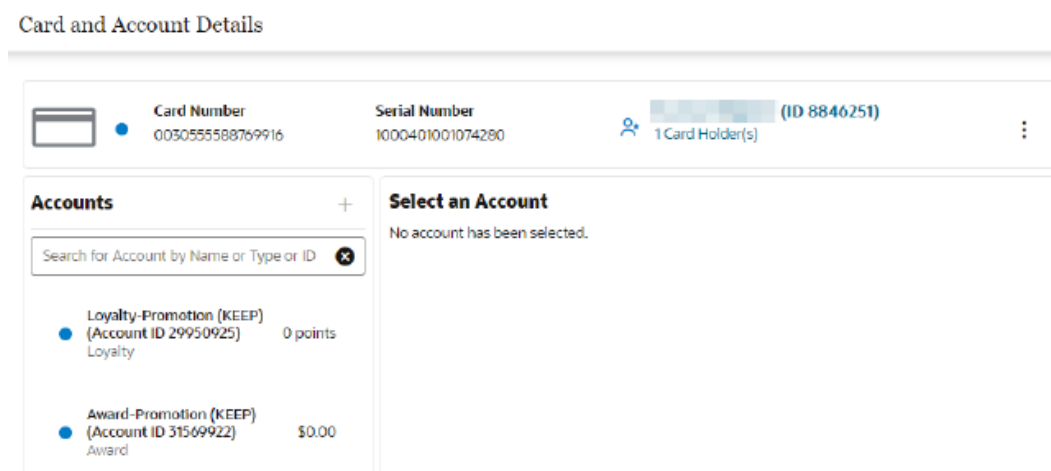 Card and Account Details
Card Number
0030555588769916
Serial Number
1000401001074280
(ID 8846251)
1 Card Holder(s)
Accounts
Search for Account by Name or Type or ID
Loyalty-Promotion (KEEP)
(Account ID 29950925) 0 points
Loyalty
Award-Promotion (KEEP)
(Account ID 31569922) $0.00
Award
Select an Account
No account has been selected.